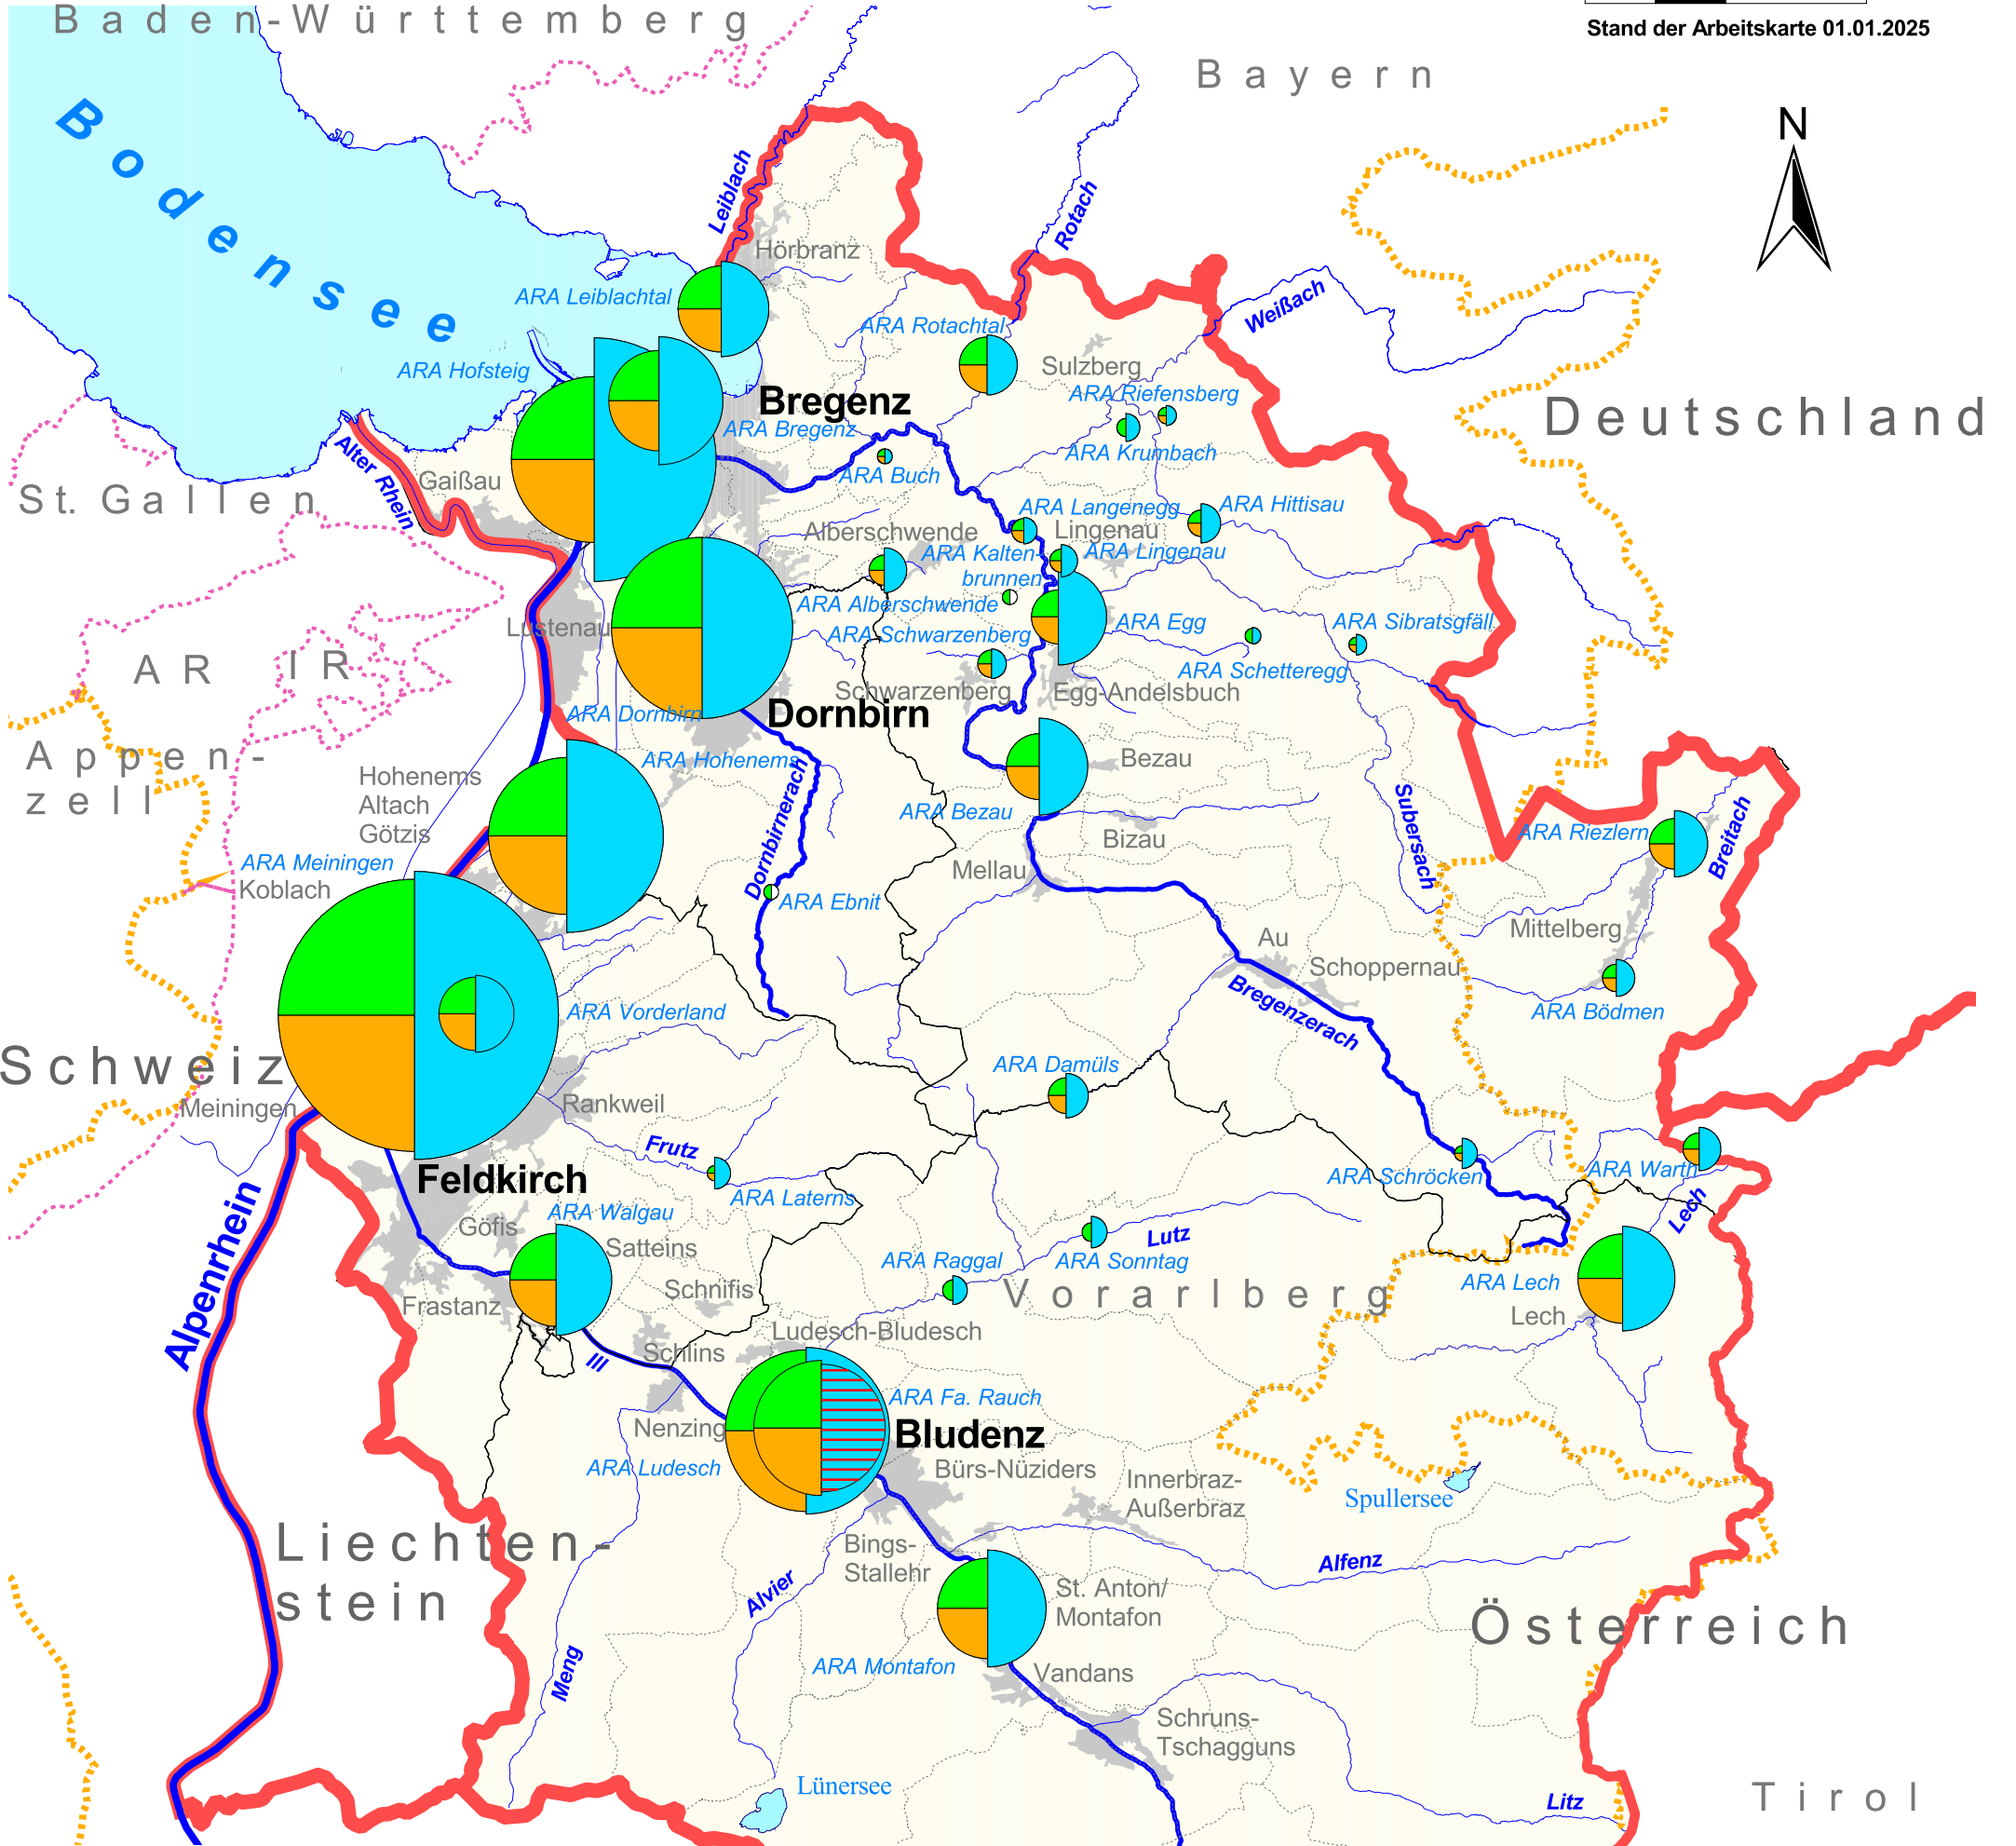 Baden-Württemberg
Stand der Arbeitskarte 01.01.2025
Bayern
Bodensee
N
Leiblach
Rotach
Hörbranz
Weißach
ARA Leiblachtal
ARA Rotachtal
ARA Hofsteig
Sulzberg
ARA Riefensberg
Bregenz
Deutschland
ARA Bregenz
ARA Krumbach
Alter Rhein
Gaißau
ARA Buch
St. Gallen
ARA Langenegg
ARA Hittisau
Alberschwende
Lingenau
ARA Kalten-
brunnen
ARA Lingenau
ARA Alberschwende
Lustenau
ARA Schwarzenberg
ARA Egg
ARA Sibratsgfäll
AR
IR
ARA Schetteregg
Schwarzenberg
Egg-Andelsbuch
ARA Dornbirn
Dornbirn
Appen-
zell
ARA Hohenems
Bezau
Hohenems
Altach
Götzis
ARA Bezau
Dornbirnerach
Subersach
Bizau
ARA Riezlern
Breitach
ARA Meiningen
Koblach
Mellau
ARA Ebnit
Mittelberg
Au
Schoppernau
Bregenzerach
ARA Bödmen
ARA Vorderland
Schweiz
ARA Damüls
Meiningen
Rankweil
Frutz
Feldkirch
ARA Laterns
ARA Schröcken
ARA Warth
Lech
ARA Walgau
Göfis
Satteins
Lutz
ARA Raggal
ARA Sonntag
Alpenrhein
Schnifis
Vorarlberg
ARA Lech
Lech
Frastanz
Ludesch-Bludesch
Ill
Schlins
ARA Fa. Rauch
Nenzing
Bludenz
ARA Ludesch
Bürs-Nüziders
Innerbraz-
Außerbraz
Spullersee
Liechten-
stein
Bings-
Stallehr
Alfenz
Alvier
St. Anton/
Montafon
Österreich
ARA Montafon
Vandans
Meng
Schruns-
Tschagguns
Lünersee
Litz
Tirol